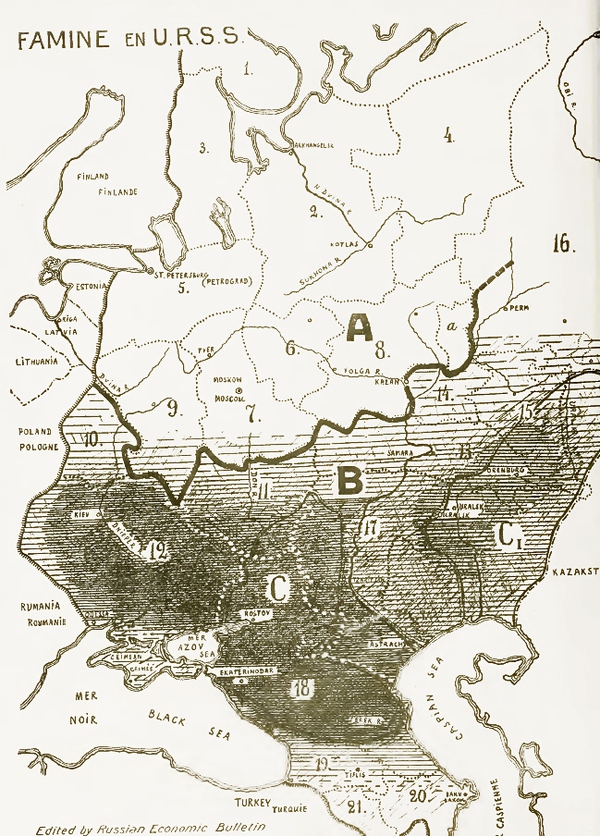 FAMINE EN U.R.S.S.
1.
OBI R.
3.
4.
ARKHANGELSK
FINLAND
FINLANDE
N. DVINA R.
2.
KOTLAS
16.
SUKHONA R.
ST. PETERSBURG
(PETROGRAD)
5.
ESTONIA
PERM
RIGA
LATVIA
A
a
8.
6.
TVER
LITHUANIA
VOLGA R.
KAZAN
DVINA R.
MOSKOW
MOSCOU
14.
9.
7.
15.
POLAND
POLOGNE
10.
SAMARA
13.
ORENBURG
B
11.
KIEV
URALSK
17
C1
12
KAZAKST
C
RUMANIA
ROUMANIE
ROSTOV
MER
AZOV
SEA
CRIMEAN
CRIMÉE
ASTRACH
EKATERINODAR
18
MER
NOIR
BLACK SEA
TEREK R.
CASPIAN SEA
19.
TIFLIS
20.
BAKU
BAKOU
TURKEY
TURQUIE
21.
CASPIENNE
Edited by Russian Economic Bulletin